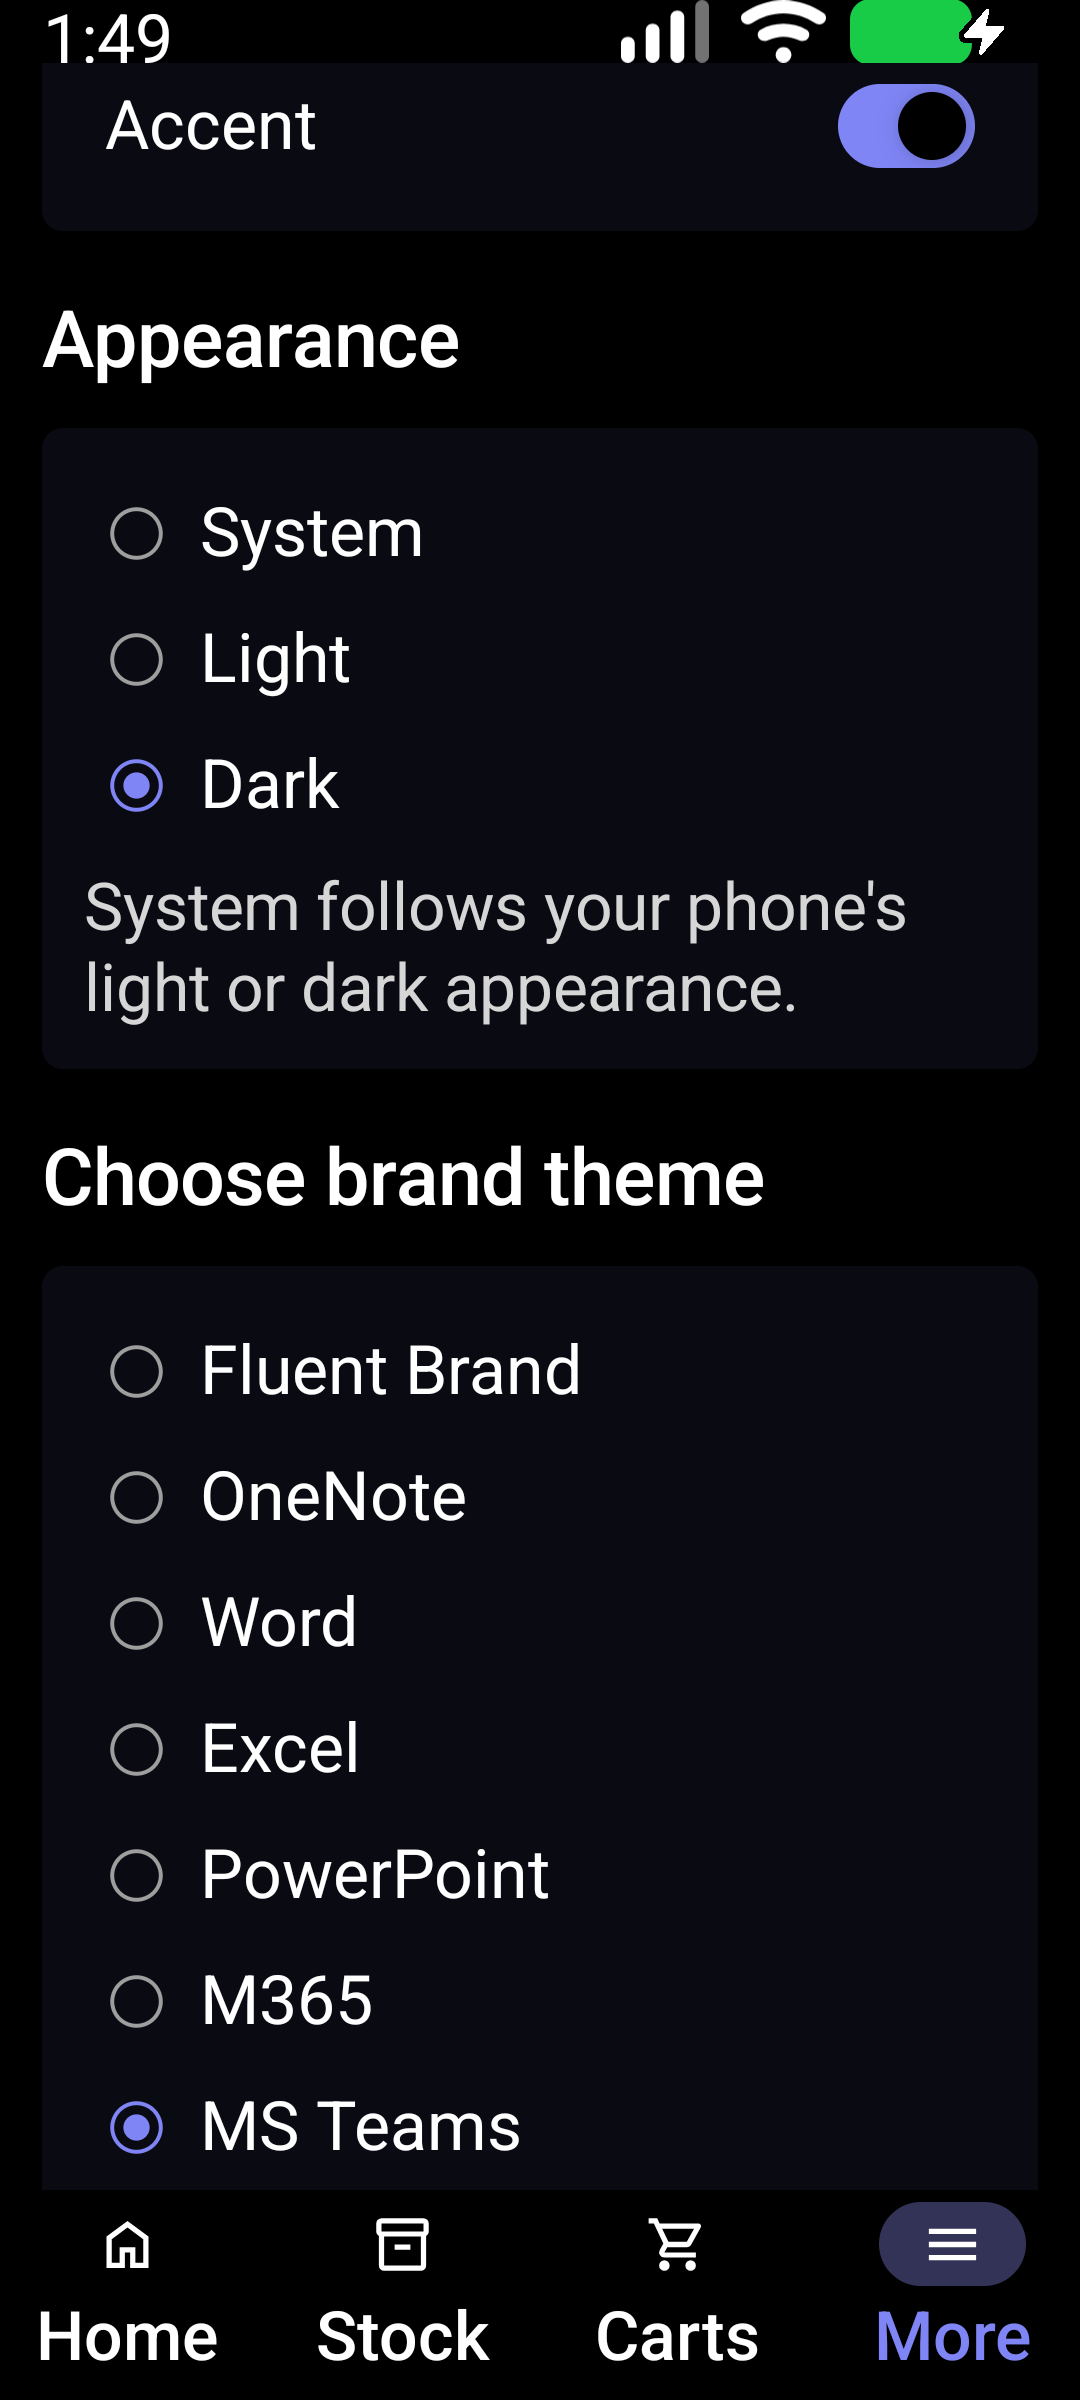 1:49
Accent
Appearance
System
Light
Dark
System follows your phone's
light or dark appearance.
Choose brand theme
Fluent Brand
OneNote
Word
Excel
PowerPoint
M365
MS Teams
Home
Stock
Carts
More